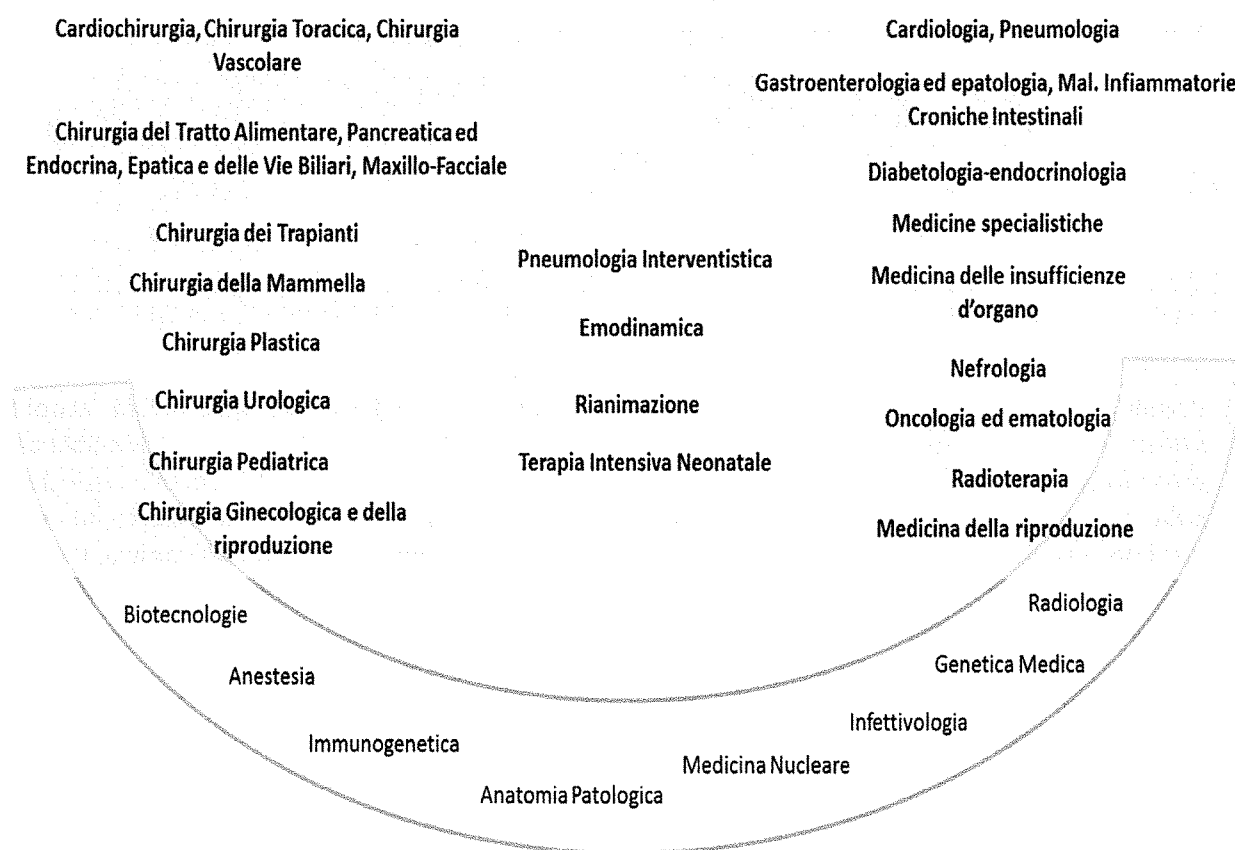 Cardiochirurgia, Chirurgia Toracica, Chirurgia
Vascolare
Chirurgia del Tratto Alimentare, Pancreatica ed
Endocrina, Epatica e delle Vie Biliari, Maxillo-Facciale
Chirurgia dei Trapianti
Chirurgia della Mammella
Chirurgia Plastica
Chirurgia Urologica
Chirurgia Pediatrica
Chirurgia Ginecologica e della
riproduzione
Pneumologia Interventistica
Emodinamica
Rianimazione
Terapia Intensiva Neonatale
Cardiologia, Pneumologia
Gastroenterologia ed epatologia, Mal. Infiammatorie
Croniche Intestinali
Diabetologia-endocrinologia
Medicine specialistiche
Medicina delle insufficienze
d'organo
Nefrologia
Oncologia ed ematologia
Radioterapia
Medicina della riproduzione
Biotecnologie
Anestesia
Immunogenetica
Anatomia Patologica
Medicina Nucleare
Infettivologia
Genetica Medica
Radiologia